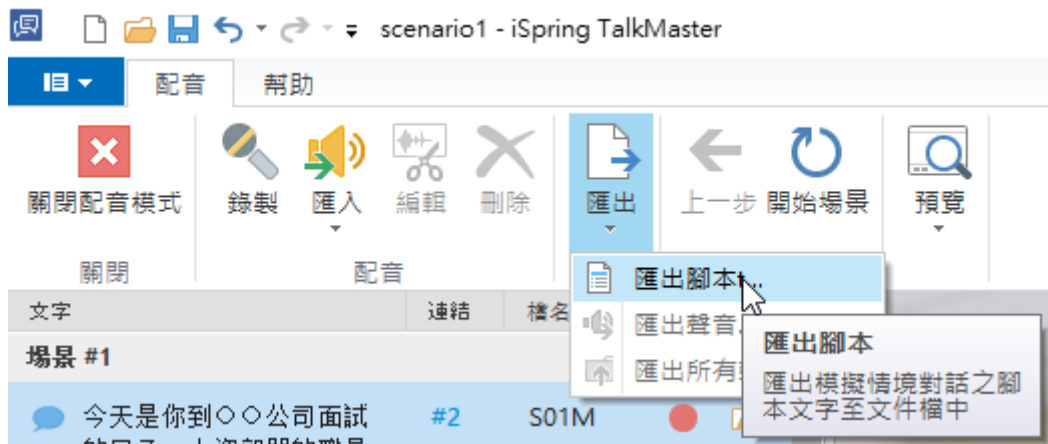 scenario1 - iSpring TalkMaster
配音 幫助
關閉配音模式 錄製 匯入 編輯 刪除 匯出 上一步 開始場景 預覽
關閉 配音
匯出腳本t...
文字 連結 檔名
匯出聲音
匯出腳本
場景 #1
匯出所有
匯出模擬情境對話之腳
本文字至文件檔中
今天是你到○○公司面試 #2 S01M